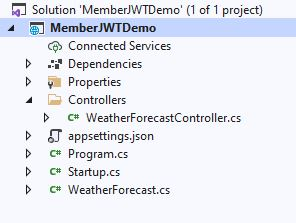 Solution 'MemberJWTDemo' (1 of 1 project)
MemberJWTDemo
Connected Services
Dependencies
Properties
Controllers
C# WeatherForecastController.cs
appsettings.json
C# Program.cs
C# Startup.cs
C# WeatherForecast.cs